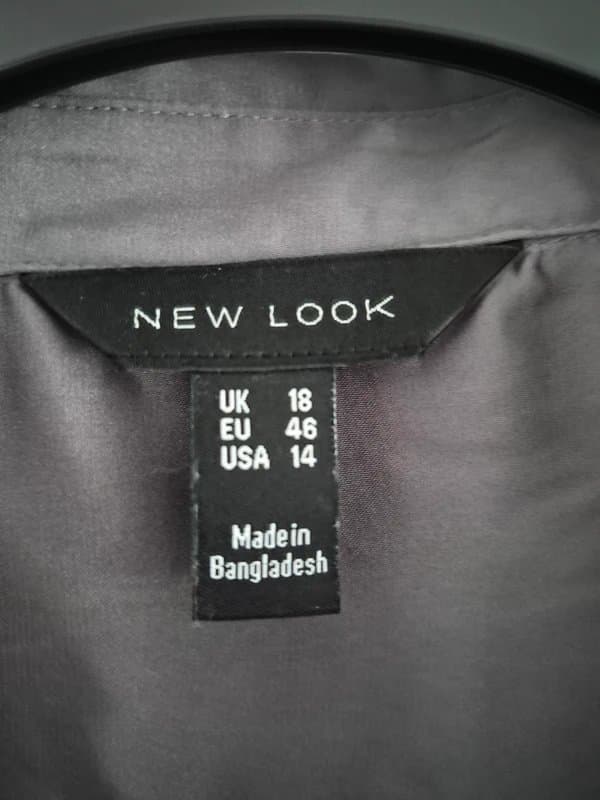 NEW LOOK
UK 18
EU 46
USA 14
Made in
Bangladesh